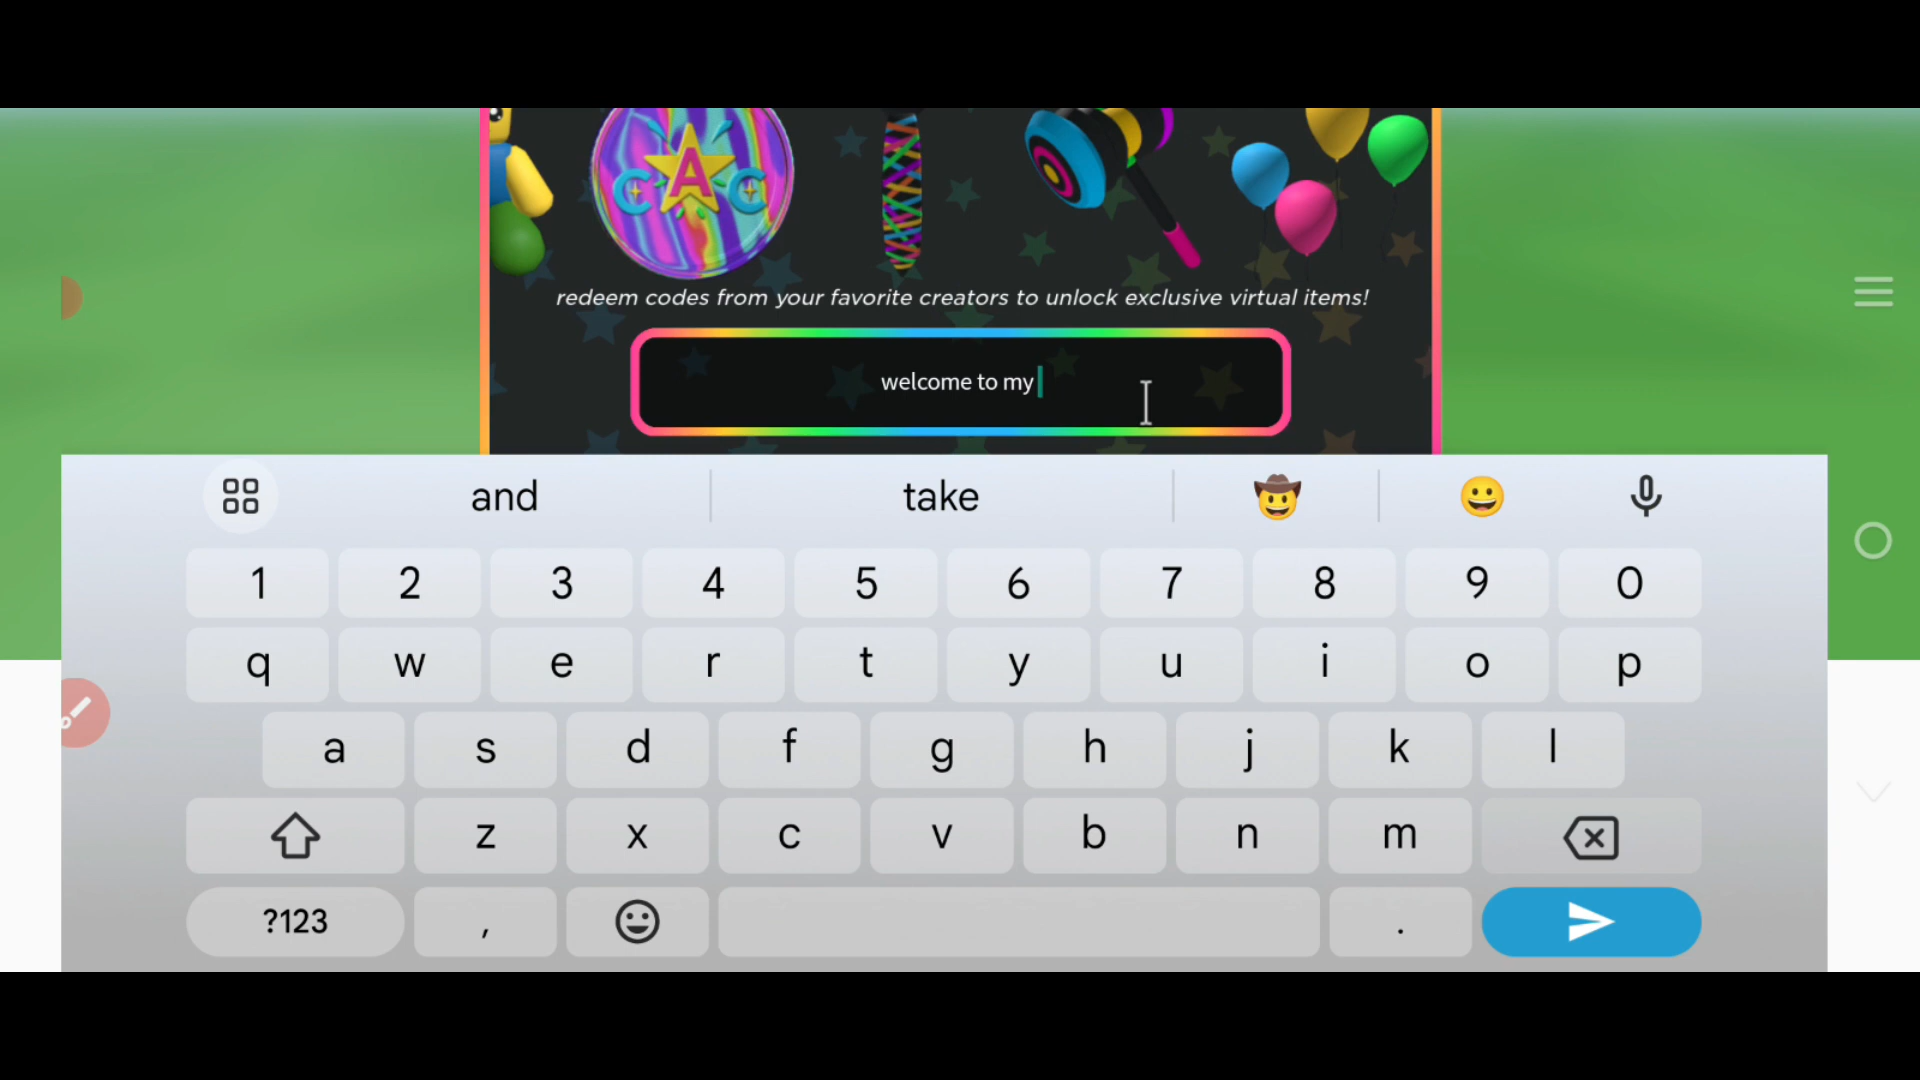 CAC
redeem codes from your favorite creators to unlock exclusive virtual items!
welcome to my
and take
1 2 3 4 5 6 7 8 9 0
q w e r t y u i o p
a s d f g h j k l
z x c v b n m
?123 , .